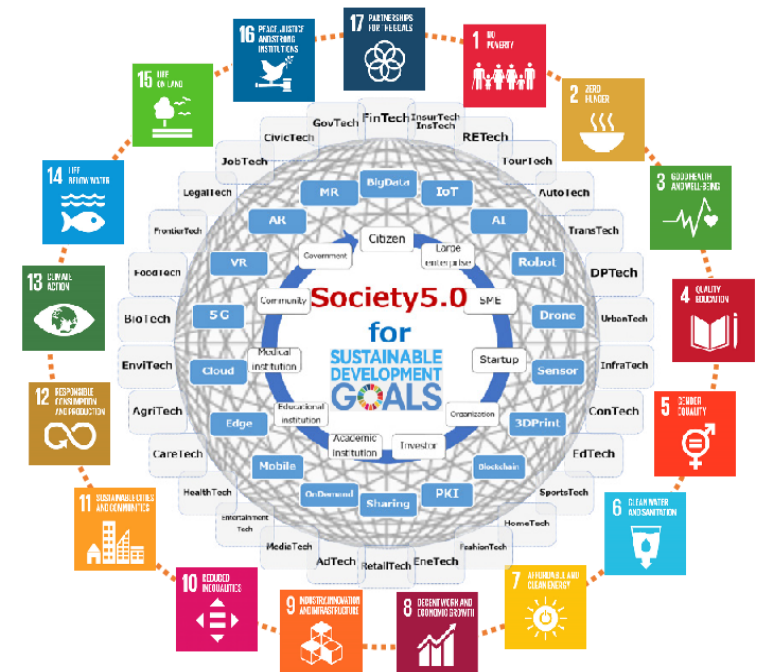 17 PARTNERSHIPS
FOR THE GOALS
16 PEACE, JUSTICE
AND STRONG
INSTITUTIONS
1 NO
POVERTY
15 LIFE
ON LAND
2 ZERO
HUNGER
14 LIFE
BELOW WATER
3 GOOD HEALTH
AND WELL-BEING
13 CLIMATE
ACTION
4 QUALITY
EDUCATION
12 RESPONSIBLE
CONSUMPTION
AND PRODUCTION
5 GENDER
EQUALITY
11 SUSTAINABLE CITIES
AND COMMUNITIES
6 CLEAN WATER
AND SANITATION
10 REDUCED
INEQUALITIES
7 AFFORDABLE AND
CLEAN ENERGY
9 INDUSTRY, INNOVATION
AND INFRASTRUCTURE
8 DECENT WORK AND
ECONOMIC GROWTH
FinTech
InsurTech
InsTech
RETech
TourTech
AutoTech
TransTech
DPTech
UrbanTech
InfraTech
ConTech
EdTech
SportsTech
HomeTech
FashionTech
EneTech
RetailTech
AdTech
MediaTech
Entertainment
Tech
HealthTech
CareTech
AgriTech
EnviTech
BioTech
FoodTech
FrontierTech
LegalTech
JobTech
CivicTech
GovTech
BigData
IoT
AI
Robot
Drone
Sensor
3DPrint
Blockchain
PKI
Sharing
OnDemand
Mobile
Edge
Cloud
5G
VR
AR
MR
Citizen
Large
enterprise
SME
Startup
Organization
Investor
Academic
institution
Educational
institution
Medical
institution
Community
Government
Society5.0
for
SUSTAINABLE
DEVELOPMENT
GOALS